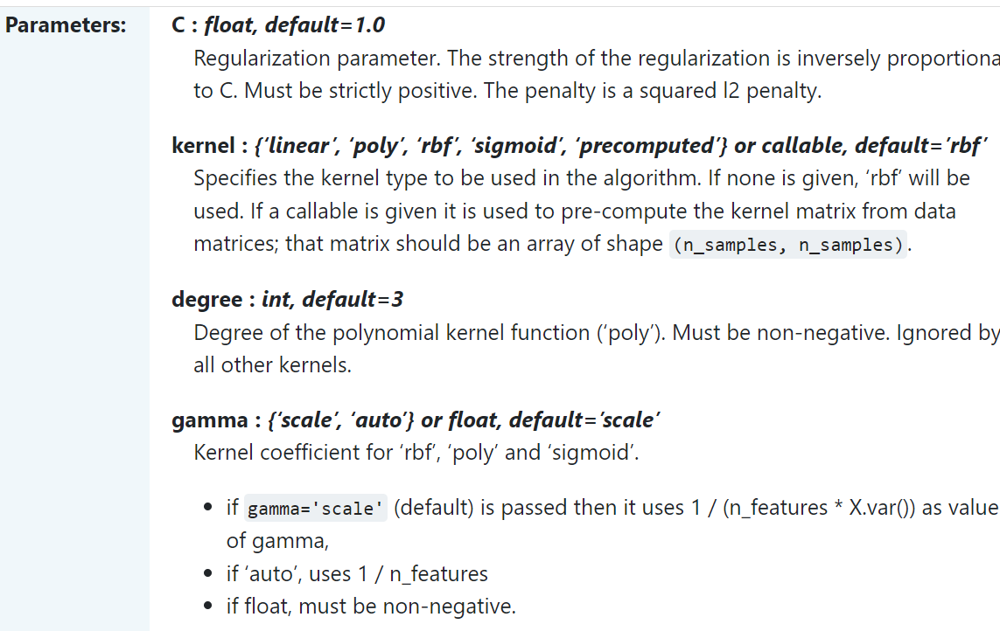 Parameters:
C : float, default=1.0
Regularization parameter. The strength of the regularization is inversely proportiona
to C. Must be strictly positive. The penalty is a squared l2 penalty.
kernel : {‘linear’, ‘poly’, ‘rbf’, ‘sigmoid’, ‘precomputed’} or callable, default=’rbf’
Specifies the kernel type to be used in the algorithm. If none is given, ‘rbf’ will be
used. If a callable is given it is used to pre-compute the kernel matrix from data
matrices; that matrix should be an array of shape (n_samples, n_samples).
degree : int, default=3
Degree of the polynomial kernel function (‘poly’). Must be non-negative. Ignored by
all other kernels.
gamma : {‘scale’, ‘auto’} or float, default=’scale’
Kernel coefficient for ‘rbf’, ‘poly’ and ‘sigmoid’.
• if gamma='scale' (default) is passed then it uses 1 / (n_features * X.var()) as value
of gamma,
• if ‘auto’, uses 1 / n_features
• if float, must be non-negative.